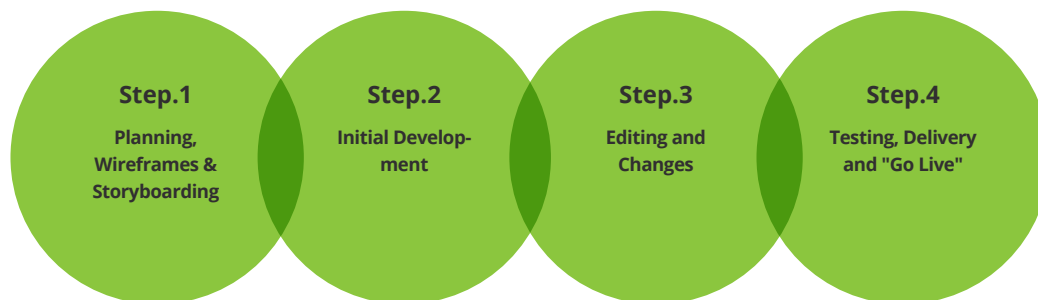 Step.1
Planning,
Wireframes &
Storyboarding
Step.2
Initial Develop-
ment
Step.3
Editing and
Changes
Step.4
Testing, Delivery
and "Go Live"